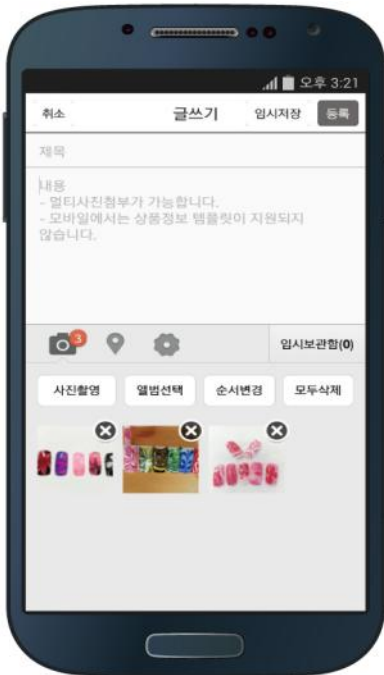 오후 3:21
취소 글쓰기 임시저장 등록
제목
내용
- 멀티사진첨부가 가능합니다.
- 모바일에서는 상품정보 템플릿이 지원되지
않습니다.
3
임시보관함(0)
사진촬영 앨범선택 순서변경 모두삭제